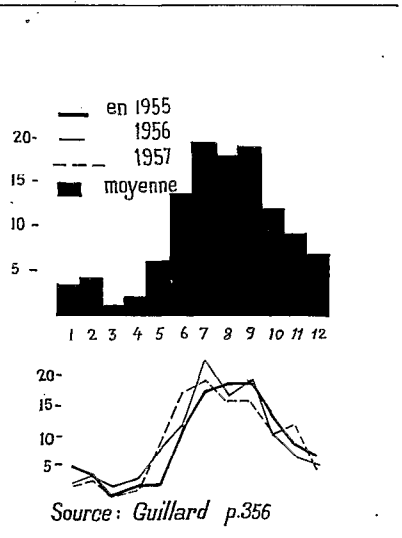 en 1955
1956
1957
moyenne
20-
15 -
10 -
5 -
1 2 3 4 5 6 7 8 9 10 11 12
20-
15-
10-
5-
Source: Guillard p.356